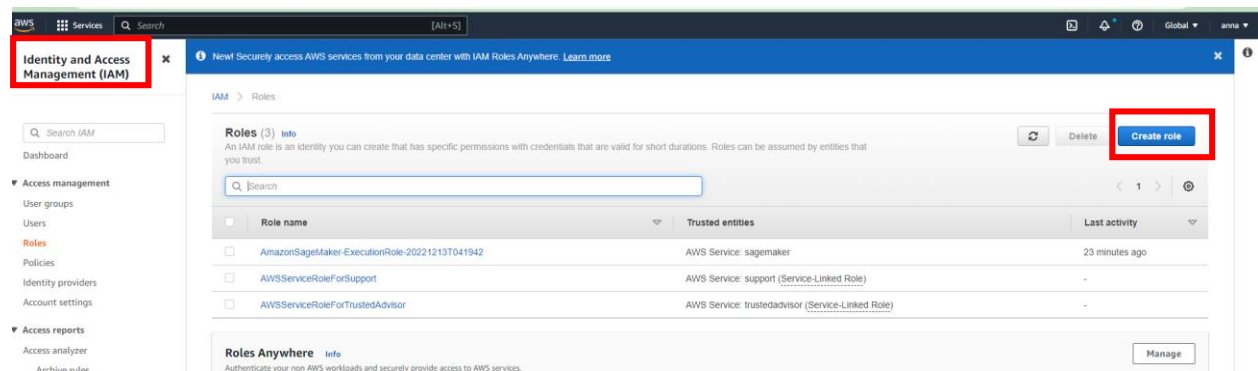 aws Services Search [Alt+S] Global anna
Identity and Access
Management (IAM)
New! Securely access AWS services from your data center with IAM Roles Anywhere. Learn more
IAM > Roles
Search IAM
Dashboard
Access management
User groups
Users
Roles
Policies
Identity providers
Account settings
Access reports
Access analyzer
Archive rules
Roles (3) Info
An IAM role is an identity you can create that has specific permissions with credentials that are valid for short durations. Roles can be assumed by entities that
you trust.
Delete
Create role
Search
1
Role name Trusted entities Last activity
AmazonSageMaker-ExecutionRole-20221213T041942 AWS Service: sagemaker 23 minutes ago
AWSServiceRoleForSupport AWS Service: support (Service-Linked Role) -
AWSServiceRoleForTrustedAdvisor AWS Service: trustedadvisor (Service-Linked Role) -
Roles Anywhere Info
Authenticate your non AWS workloads and securely provide access to AWS services.
Manage